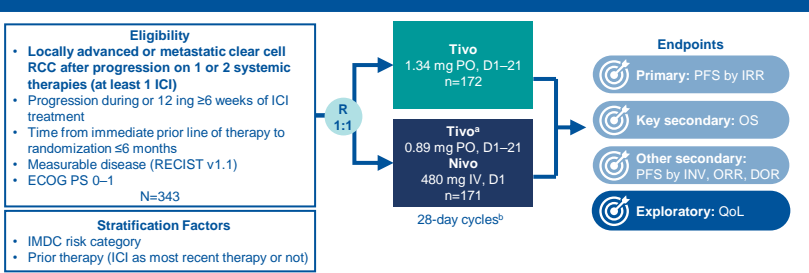 Eligibility
• Locally advanced or metastatic clear cell
RCC after progression on 1 or 2 systemic
therapies (at least 1 ICI)
• Progression during or 12 ing ≥6 weeks of ICI
treatment
• Time from immediate prior line of therapy to
randomization ≤6 months
• Measurable disease (RECIST v1.1)
• ECOG PS 0–1
N=343
Stratification Factors
• IMDC risk category
• Prior therapy (ICI as most recent therapy or not)
R
1:1
Tivo
1.34 mg PO, D1–21
n=172
Tivoᵃ
0.89 mg PO, D1–21
Nivo
480 mg IV, D1
n=171
28-day cyclesᵇ
Endpoints
Primary: PFS by IRR
Key secondary: OS
Other secondary:
PFS by INV, ORR, DOR
Exploratory: QoL